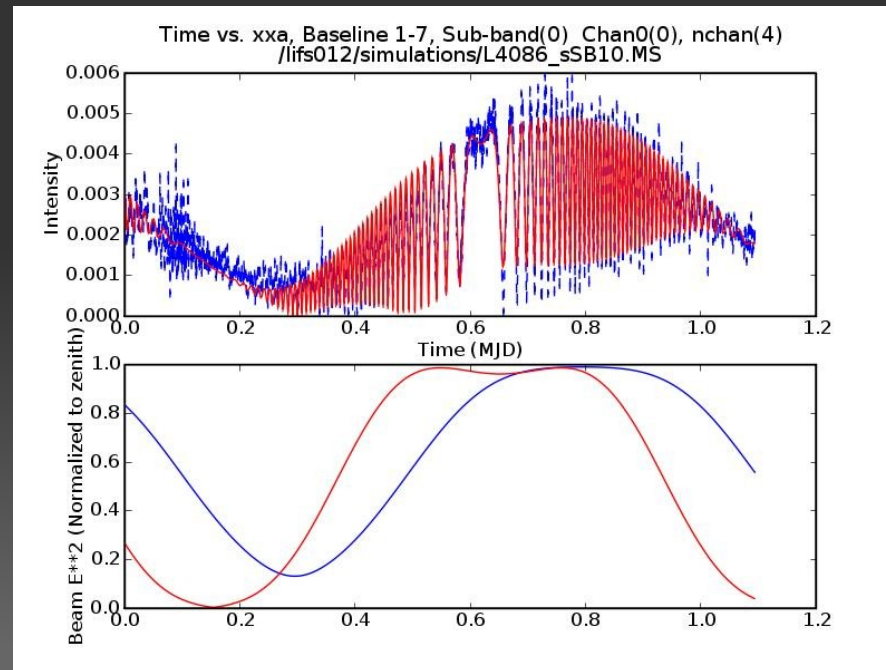 Time vs. xxa, Baseline 1-7, Sub-band(0) Chan0(0), nchan(4)
/lifs012/simulations/L4086_sSB10.MS
Intensity
0.006
0.005
0.004
0.003
0.002
0.001
0.000
0.0 0.2 0.4 0.6 0.8 1.0 1.2
Time (MJD)
Beam E**2 (Normalized to zenith)
1.0
0.8
0.6
0.4
0.2
0.0
0.0 0.2 0.4 0.6 0.8 1.0 1.2